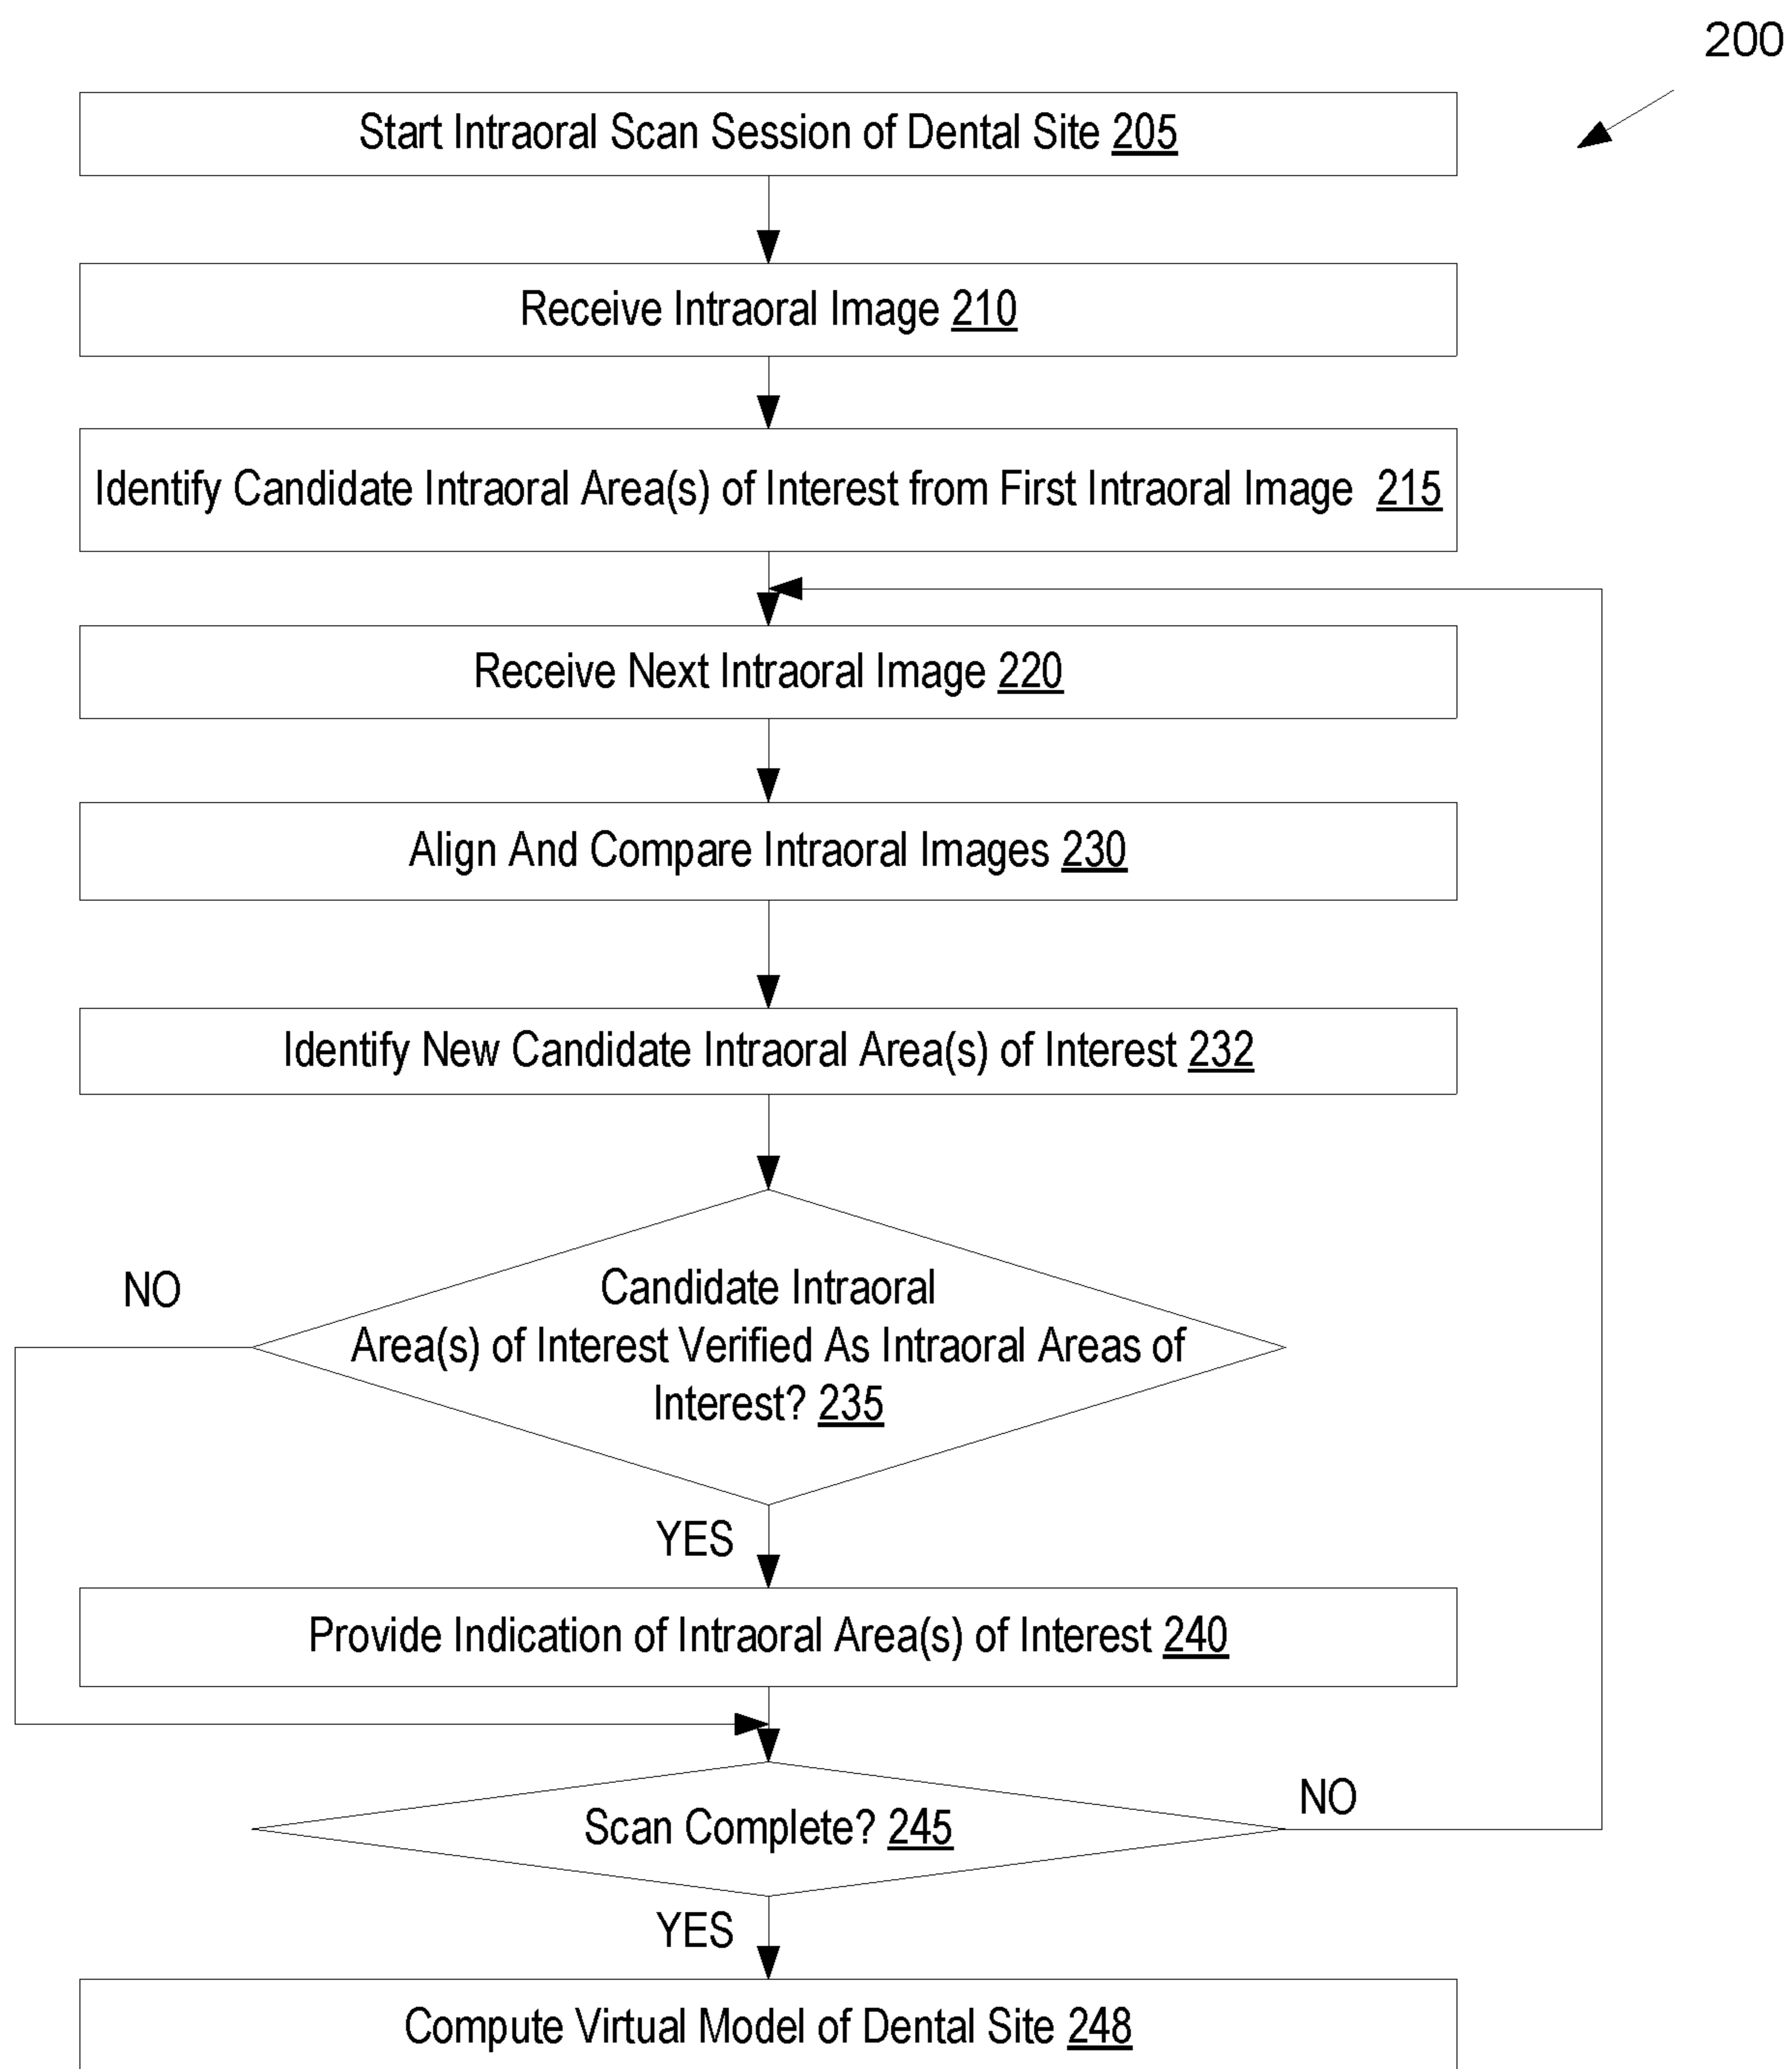 200
Start Intraoral Scan Session of Dental Site 205
Receive Intraoral Image 210
Identify Candidate Intraoral Area(s) of Interest from First Intraoral Image 215
Receive Next Intraoral Image 220
Align And Compare Intraoral Images 230
Identify New Candidate Intraoral Area(s) of Interest 232
NO
Candidate Intraoral
Area(s) of Interest Verified As Intraoral Areas of
Interest? 235
YES
Provide Indication of Intraoral Area(s) of Interest 240
NO
Scan Complete? 245
YES
Compute Virtual Model of Dental Site 248